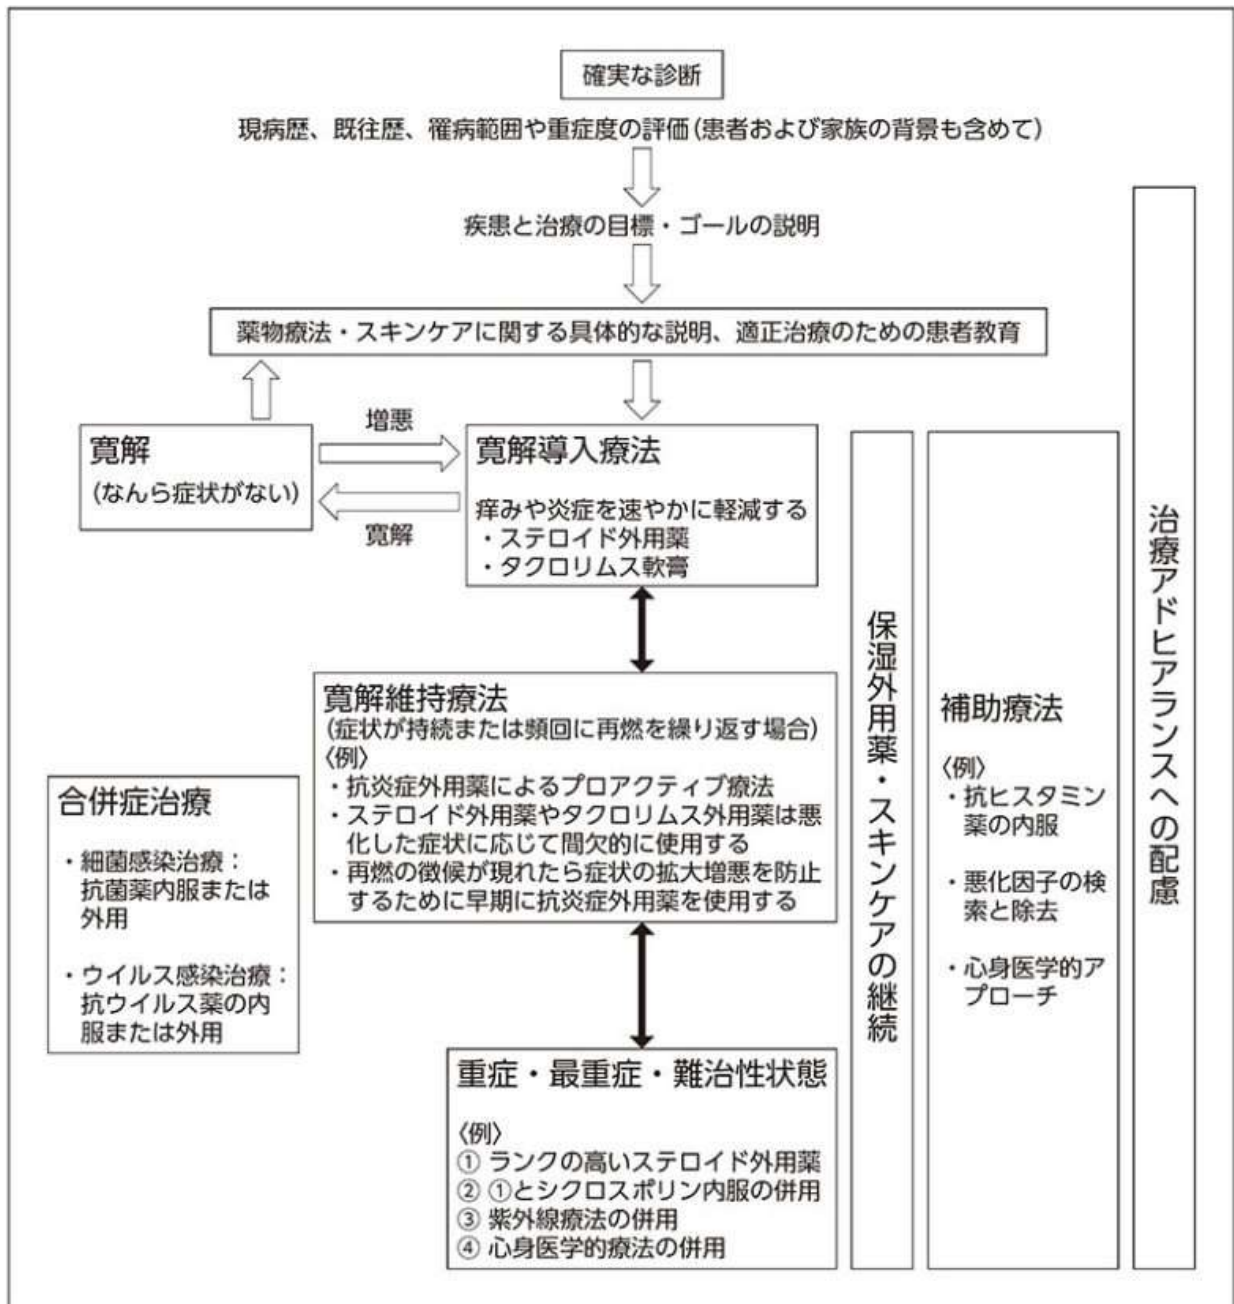 確実な診断
現病歴、既往歴、罹病範囲や重症度の評価(患者および家族の背景も含めて)
疾患と治療の目標・ゴールの説明
薬物療法・スキンケアに関する具体的な説明、適正治療のための患者教育
寛解
(なんら症状がない)
増悪
寛解
寛解導入療法
痒みや炎症を速やかに軽減する
・ステロイド外用薬
・タクロリムス軟膏
寛解維持療法
(症状が持続または頻回に再燃を繰り返す場合)
〈例〉
・抗炎症外用薬によるプロアクティブ療法
・ステロイド外用薬やタクロリムス外用薬は悪
化した症状に応じて間欠的に使用する
・再燃の徴候が現れたら症状の拡大増悪を防止
するために早期に抗炎症外用薬を使用する
合併症治療
・細菌感染治療：
抗菌薬内服または
外用
・ウイルス感染治療：
抗ウイルス薬の内
服または外用
重症・最重症・難治性状態
〈例〉
① ランクの高いステロイド外用薬
② ①とシクロスポリン内服の併用
③ 紫外線療法の併用
④ 心身医学的療法の併用
保湿外用薬・スキンケアの継続
補助療法
〈例〉
・抗ヒスタミン
薬の内服
・悪化因子の検
索と除去
・心身医学的ア
プローチ
治療アドヒアランスへの配慮